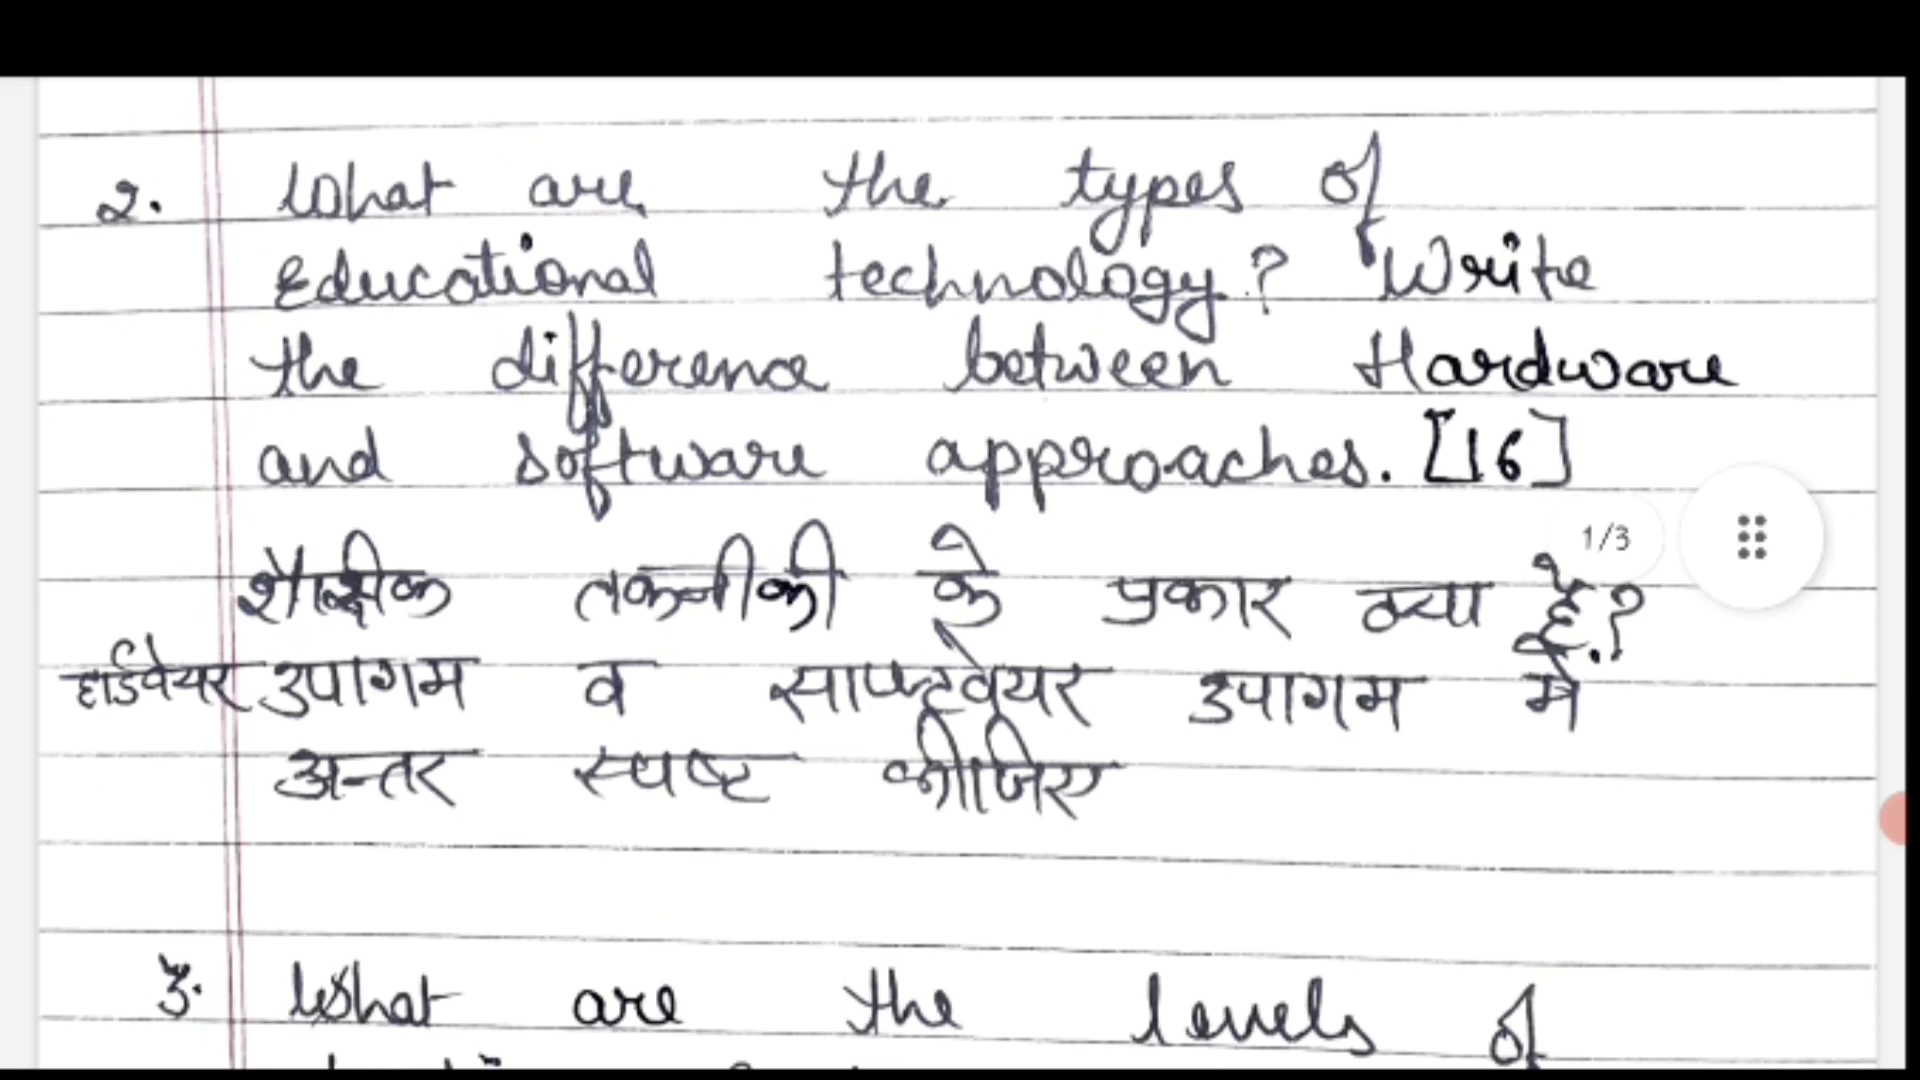 2. What are the types of
Educational technology? Write
the difference between Hardware
and software approaches. [16]
1/3
शैक्षीक तकनीकी के प्रकार क्या है?
हार्डवेयर उपागम व साफ्टवेयर उपागम मे
अन्तर स्पष्ट कीजिए
3. What are the levels of